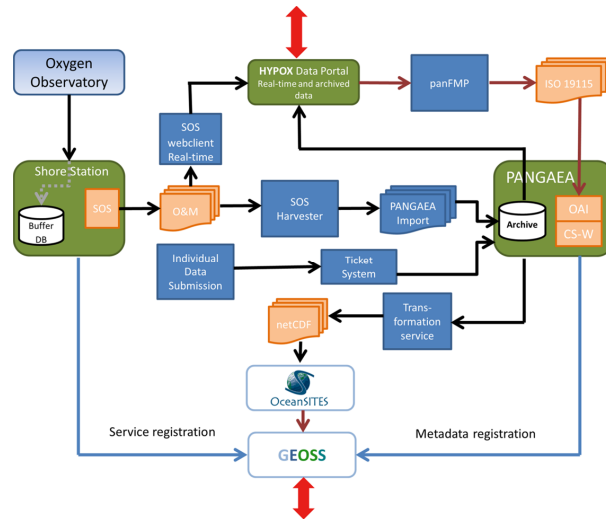 Oxygen
Observatory
HYPOX Data Portal
Real-time and archived
data
panFMP
ISO 19115
SOS
webclient
Real-time
Shore Station
SOS
Buffer
DB
O&M
SOS
Harvester
PANGAEA
Import
PANGAEA
Archive
OAI
CS-W
Individual
Data
Submission
Ticket
System
netCDF
Trans-
formation
service
OceanSITES
Service registration
Metadata registration
GEOSS